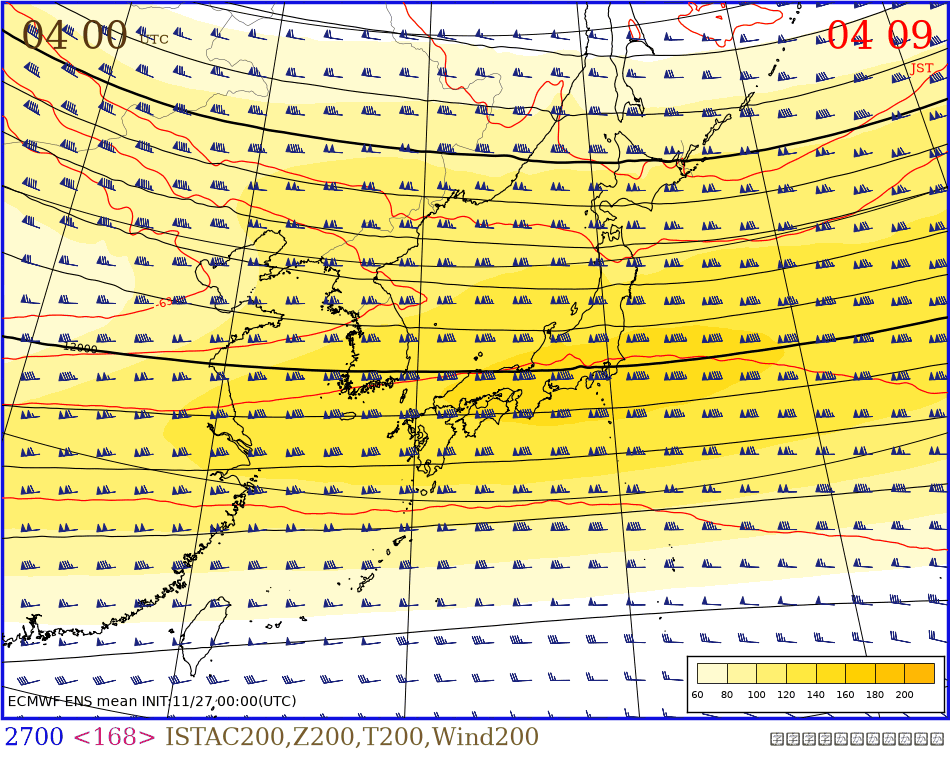 04 00 UTC
04 09
JST
-63
12000
ECMWF ENS mean INIT:11/27 00:00(UTC)
60 80 100 120 140 160 180 200
2700 <168> ISTAC200,Z200,T200,Wind200